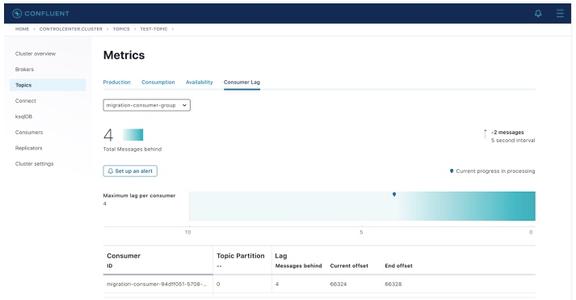 CONFLUENT
HOME > CONTROLCENTER.CLUSTER > TOPICS > TEST-TOPIC >
Cluster overview
Brokers
Topics
Connect
ksqlDB
Consumers
Replicators
Cluster settings
Metrics
Production Consumption Availability Consumer Lag
migration-consumer-group
4
Total Messages behind
-2 messages
5 second interval
Set up an alert
Current progress in processing
Maximum lag per consumer
4
10 5 0
Consumer Topic Partition Lag
ID -- Messages behind Current offset End offset
migration-consumer-94dff051-5708-... 0 4 66324 66328